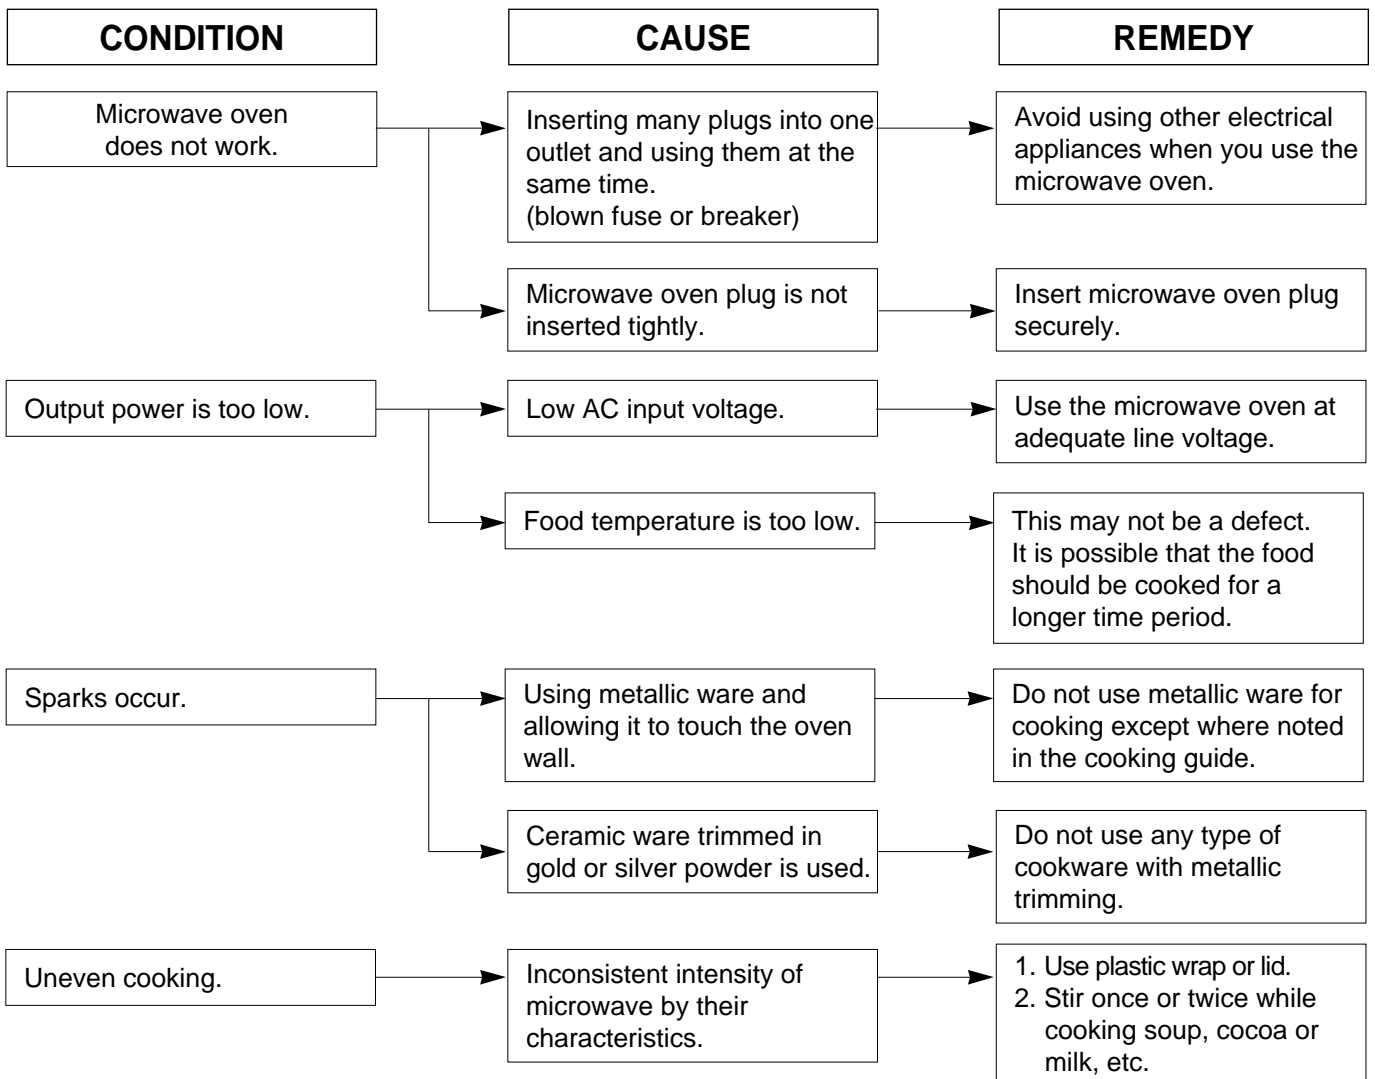 CONDITION
CAUSE
REMEDY
Microwave oven
does not work.
Inserting many plugs into one
outlet and using them at the
same time.
(blown fuse or breaker)
Avoid using other electrical
appliances when you use the
microwave oven.
Microwave oven plug is not
inserted tightly.
Insert microwave oven plug
securely.
Output power is too low.
Low AC input voltage.
Use the microwave oven at
adequate line voltage.
Food temperature is too low.
This may not be a defect.
It is possible that the food
should be cooked for a
longer time period.
Sparks occur.
Using metallic ware and
allowing it to touch the oven
wall.
Do not use metallic ware for
cooking except where noted
in the cooking guide.
Ceramic ware trimmed in
gold or silver powder is used.
Do not use any type of
cookware with metallic
trimming.
Uneven cooking.
Inconsistent intensity of
microwave by their
characteristics.
1. Use plastic wrap or lid.
2. Stir once or twice while
cooking soup, cocoa or
milk, etc.